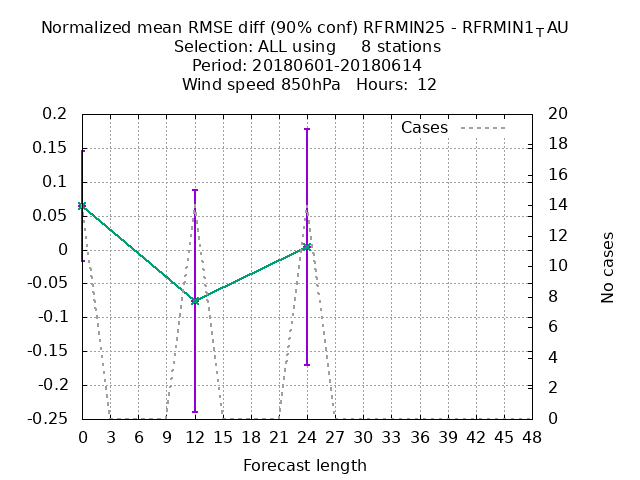 Normalized mean RMSE diff (90% conf) RFRMIN25 - RFRMIN1TAU
Selection: ALL using 8 stations
Period: 20180601-20180614
Wind speed 850hPa Hours: 12
Cases
0.2
0.15
0.1
0.05
0
-0.05
-0.1
-0.15
-0.2
-0.25
20
18
16
14
12
10
8
6
4
2
0
No cases
0 3 6 9 12 15 18 21 24 27 30 33 36 39 42 45 48
Forecast length